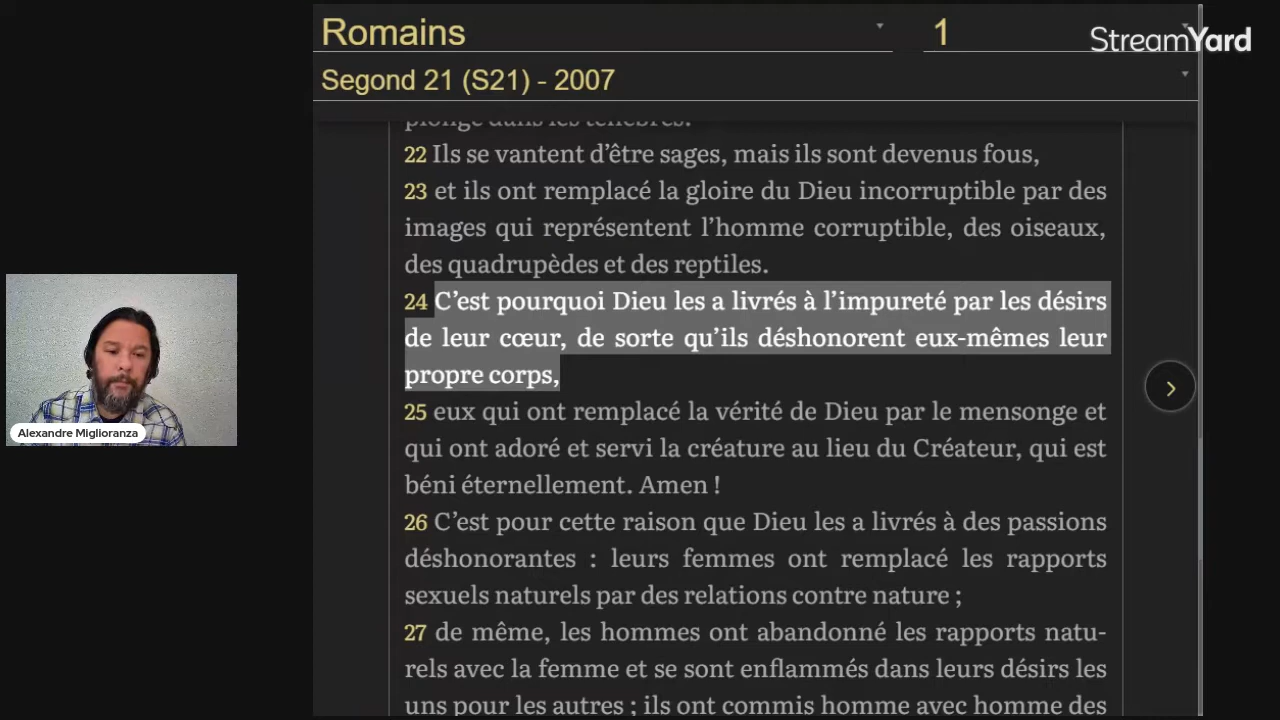 Romains
1
StreamYard
Segond 21 (S21) - 2007
plongé dans les ténèbres.
22 Ils se vantent d’être sages, mais ils sont devenus fous,
23 et ils ont remplacé la gloire du Dieu incorruptible par des
images qui représentent l’homme corruptible, des oiseaux,
des quadrupèdes et des reptiles.
24 C’est pourquoi Dieu les a livrés à l’impureté par les désirs
de leur cœur, de sorte qu’ils déshonorent eux-mêmes leur
propre corps,
25 eux qui ont remplacé la vérité de Dieu par le mensonge et
qui ont adoré et servi la créature au lieu du Créateur, qui est
béni éternellement. Amen !
26 C’est pour cette raison que Dieu les a livrés à des passions
déshonorantes : leurs femmes ont remplacé les rapports
sexuels naturels par des relations contre nature ;
27 de même, les hommes ont abandonné les rapports natu-
rels avec la femme et se sont enflammés dans leurs désirs les
uns pour les autres ; ils ont commis homme avec homme des
Alexandre Miglioranza